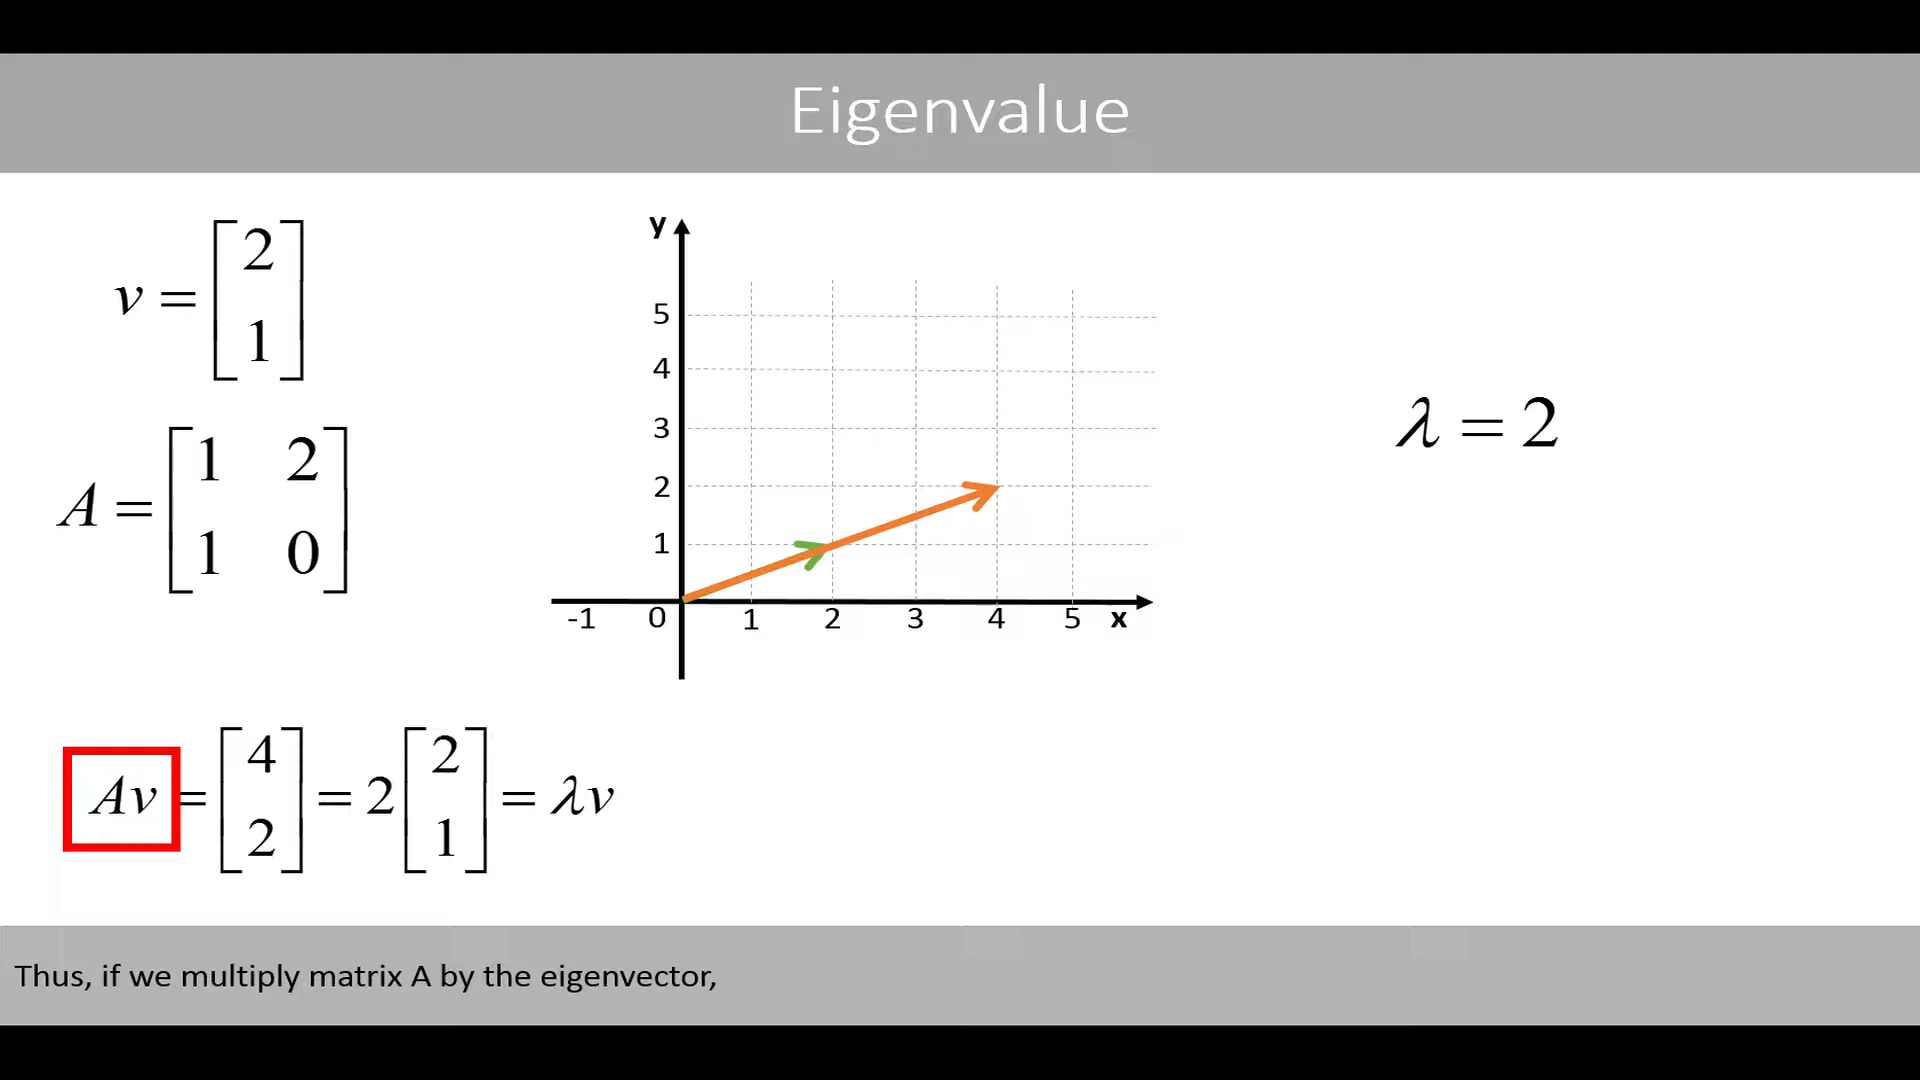 Eigenvalue
v = [2 1]
A = [1 2
1 0]
y
5
4
3
2
1
-1 0 1 2 3 4 5 x
λ = 2
Av = [4 2] = 2 [2 1] = λv
Thus, if we multiply matrix A by the eigenvector,